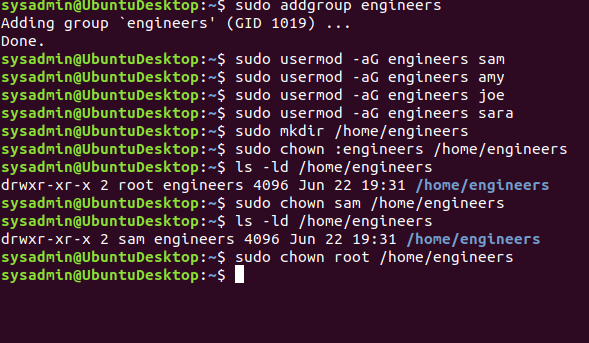 sysadmin@UbuntuDesktop:~$ sudo addgroup engineers
Adding group `engineers' (GID 1019) ...
Done.
sysadmin@UbuntuDesktop:~$ sudo usermod -aG engineers sam
sysadmin@UbuntuDesktop:~$ sudo usermod -aG engineers amy
sysadmin@UbuntuDesktop:~$ sudo usermod -aG engineers joe
sysadmin@UbuntuDesktop:~$ sudo usermod -aG engineers sara
sysadmin@UbuntuDesktop:~$ sudo mkdir /home/engineers
sysadmin@UbuntuDesktop:~$ sudo chown :engineers /home/engineers
sysadmin@UbuntuDesktop:~$ ls -ld /home/engineers
drwxr-xr-x 2 root engineers 4096 Jun 22 19:31 /home/engineers
sysadmin@UbuntuDesktop:~$ sudo chown sam /home/engineers
sysadmin@UbuntuDesktop:~$ ls -ld /home/engineers
drwxr-xr-x 2 sam engineers 4096 Jun 22 19:31 /home/engineers
sysadmin@UbuntuDesktop:~$ sudo chown root /home/engineers
sysadmin@UbuntuDesktop:~$